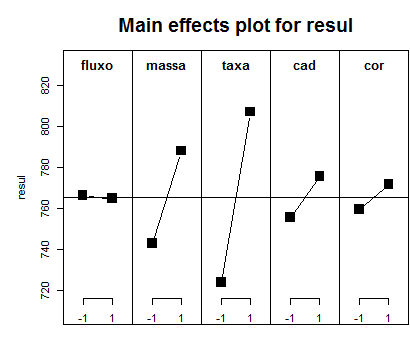 Main effects plot for resul
fluxo massa taxa cad cor
820
800
780
760
740
720
resul
-1 1 -1 1 -1 1 -1 1 -1 1